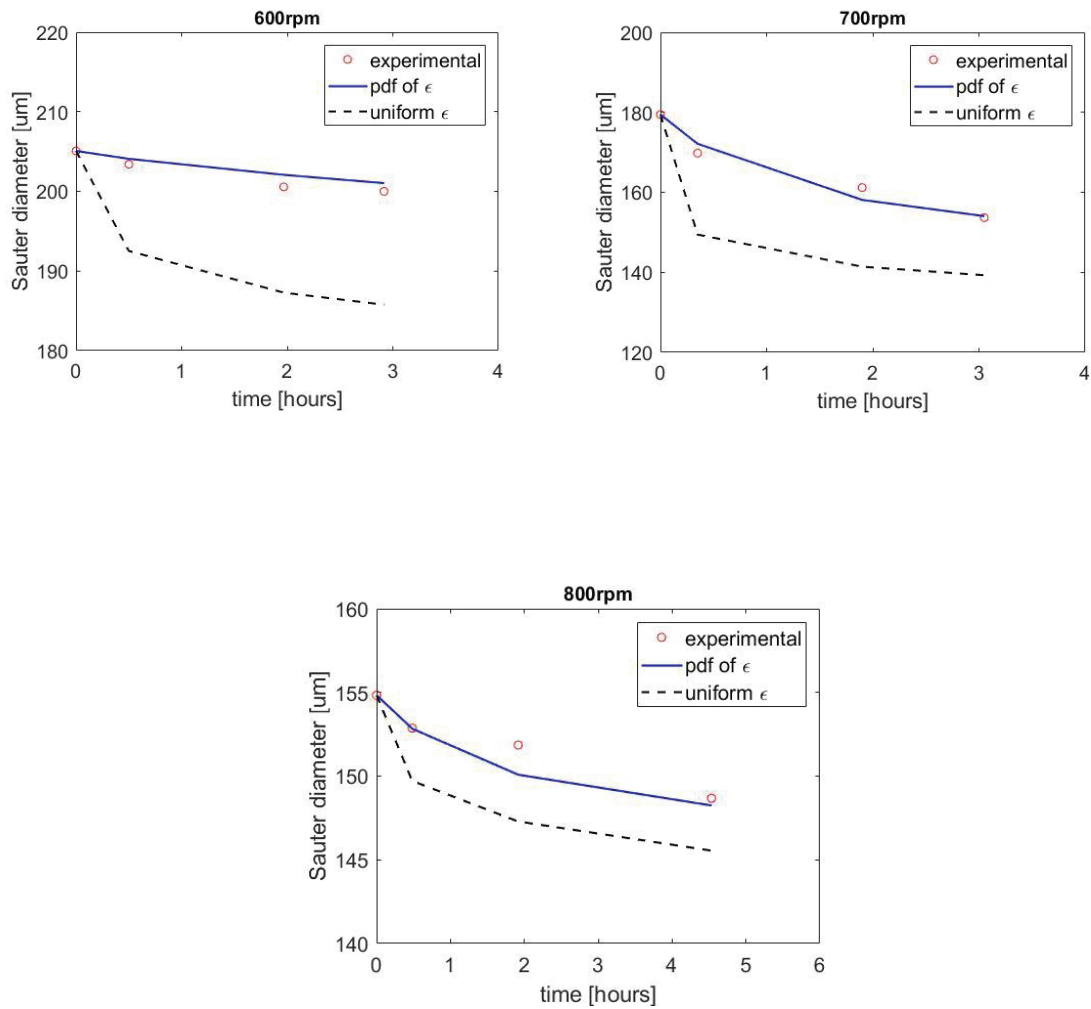 600rpm
220
210
200
190
180
Sauter diameter [um]
experimental
pdf of ϵ
uniform ϵ
0 1 2 3 4
time [hours]
700rpm
200
180
160
140
120
Sauter diameter [um]
experimental
pdf of ϵ
uniform ϵ
0 1 2 3 4
time [hours]
800rpm
160
155
150
145
140
Sauter diameter [um]
experimental
pdf of ϵ
uniform ϵ
0 1 2 3 4 5 6
time [hours]